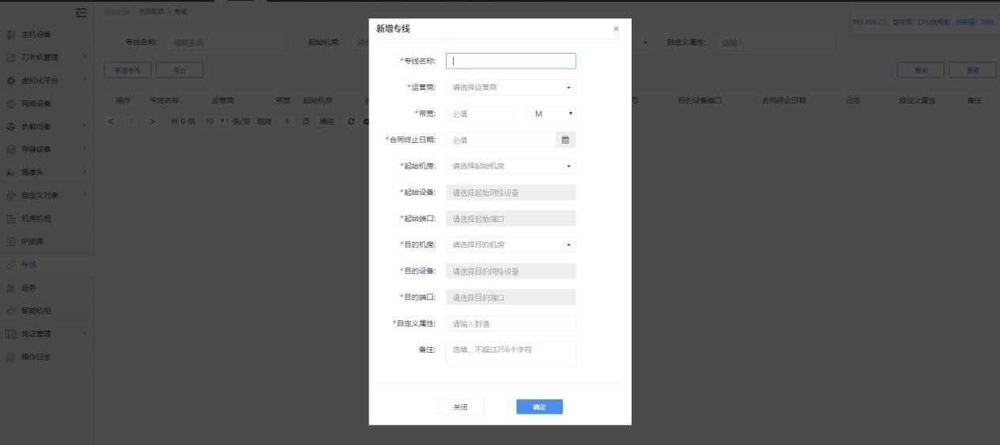 当前位置: 资源配置 > 专线
192.168.2.1, 监控项: CPU使用率, 当前值: 56%,
专线名称: 模糊查询 起始机房: 自定义属性: 请输入
新增专线 导出 查询 重置
操作 专线名称 运营商 带宽 起始机房 目的设备端口 合同终止日期 日志 自定义属性 备注
< 1 > 共 0 条 10 条/页 跳转 0 页 确定
主机设备
刀片机管理
虚拟化平台
网络设备
负载均衡
存储设备
摄像头
自定义对象
机房机柜
IP资源
专线
业务
智能机柜
凭证管理
操作日志
新增专线 ×
*专线名称:
*运营商: 请选择运营商
*带宽: 必填 M
*合同终止日期: 必填
*起始机房: 请选择起始机房
*起始设备: 请选择起始网络设备
*起始端口: 请选择起始端口
*目的机房: 请选择目的机房
*目的设备: 请选择目的网络设备
*目的端口: 请选择目的端口
*自定义属性: 请输入数值
备注: 选填，不超过256个字符
关闭 确定